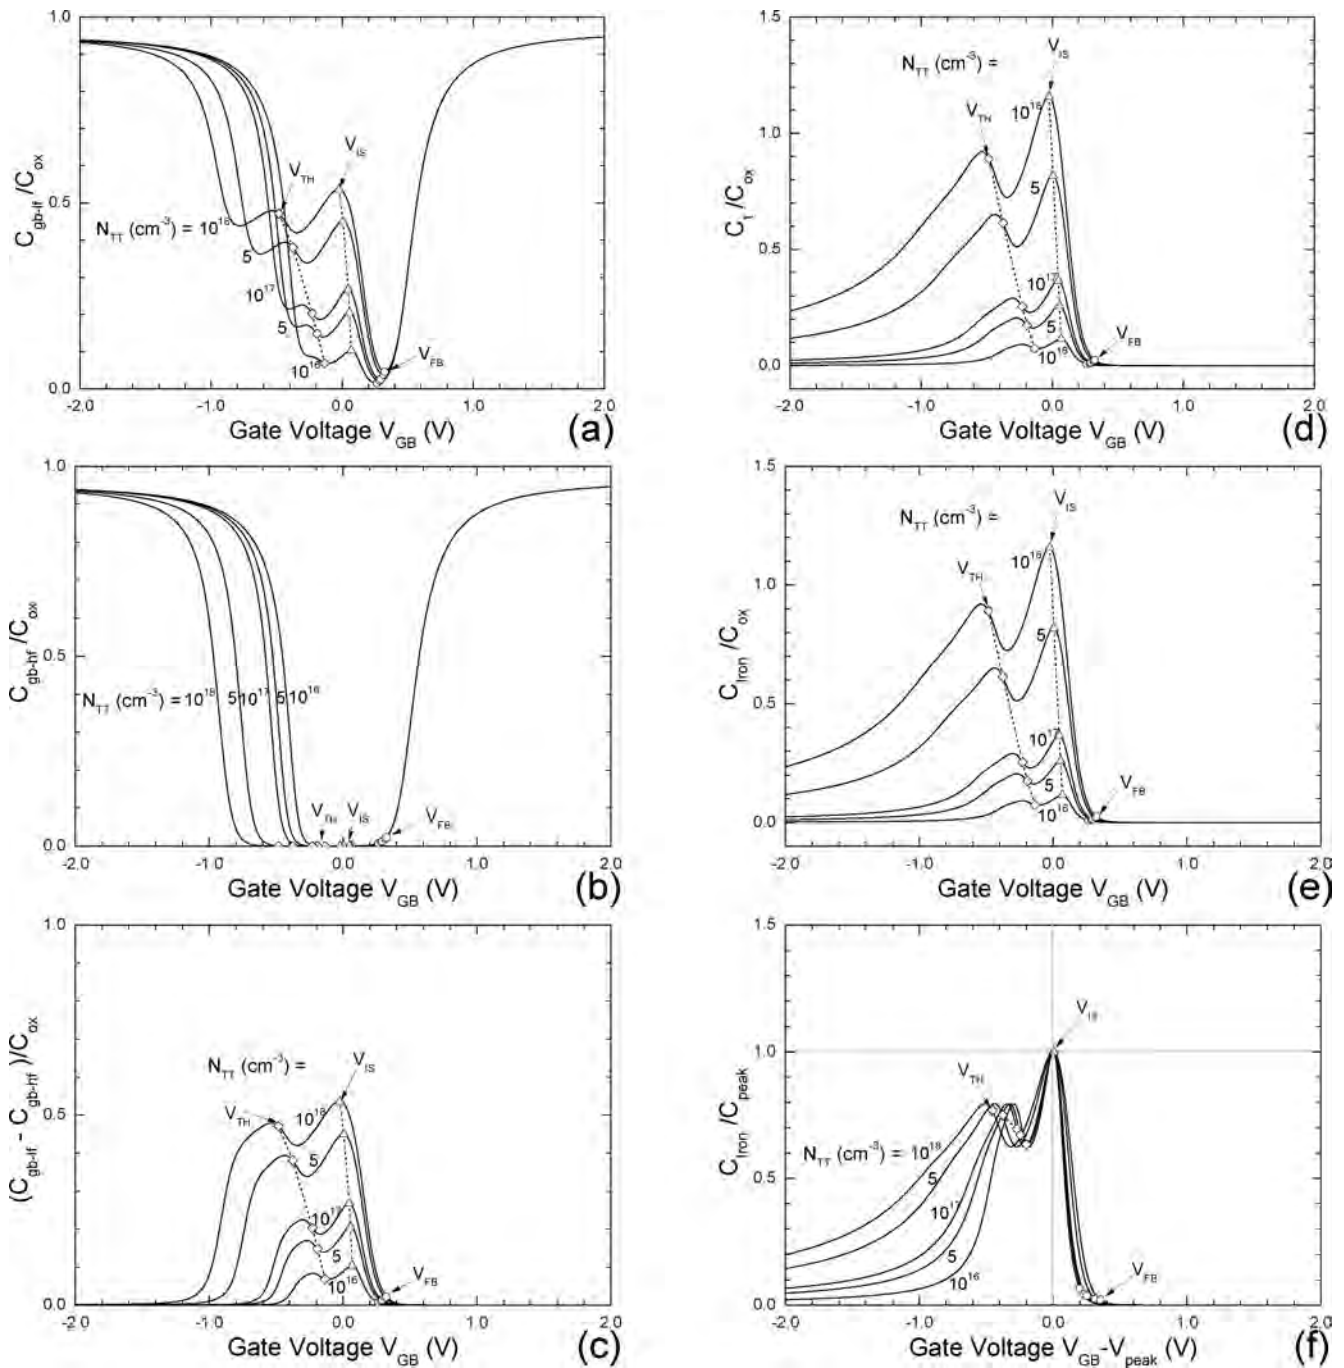 1.0
0.5
0.0
C_gb-lf /C_ox
V_TH
V_IS
N_TT (cm^-3) = 10^18
5
10^17
5
10^16
V_FB
-2.0 -1.0 0.0 1.0 2.0
Gate Voltage V_GB (V)
(a)
1.5
1.0
0.5
0.0
C_T/C_ox
N_TT (cm^-3) =
V_IS
V_TH
10^18
5
10^17
5
10^16
V_FB
-2.0 -1.0 0.0 1.0 2.0
Gate Voltage V_GB (V)
(d)
1.0
0.5
0.0
C_gb-hf /C_ox
N_TT (cm^-3) = 10^18 5 10^17 5 10^16
V_TH V_IS V_FB
-2.0 -1.0 0.0 1.0 2.0
Gate Voltage V_GB (V)
(b)
1.5
1.0
0.5
0.0
C_Iron /C_ox
N_TT (cm^-3) =
V_IS
V_TH
10^18
5
10^17
5
10^16
V_FB
-2.0 -1.0 0.0 1.0 2.0
Gate Voltage V_GB (V)
(e)
1.0
0.5
0.0
(C_gb-lf - C_gb-hf)/C_ox
N_TT (cm^-3) =
V_IS
V_TH
10^18
5
10^17
5
10^16
V_FB
-2.0 -1.0 0.0 1.0 2.0
Gate Voltage V_GB (V)
(c)
1.5
1.0
0.5
0.0
C_Iron /C_peak
V_IS
V_TH
N_TT (cm^-3) = 10^18
5
10^17
5
10^16
V_FB
-2.0 -1.0 0.0 1.0 2.0
Gate Voltage V_GB-V_peak (V)
(f)